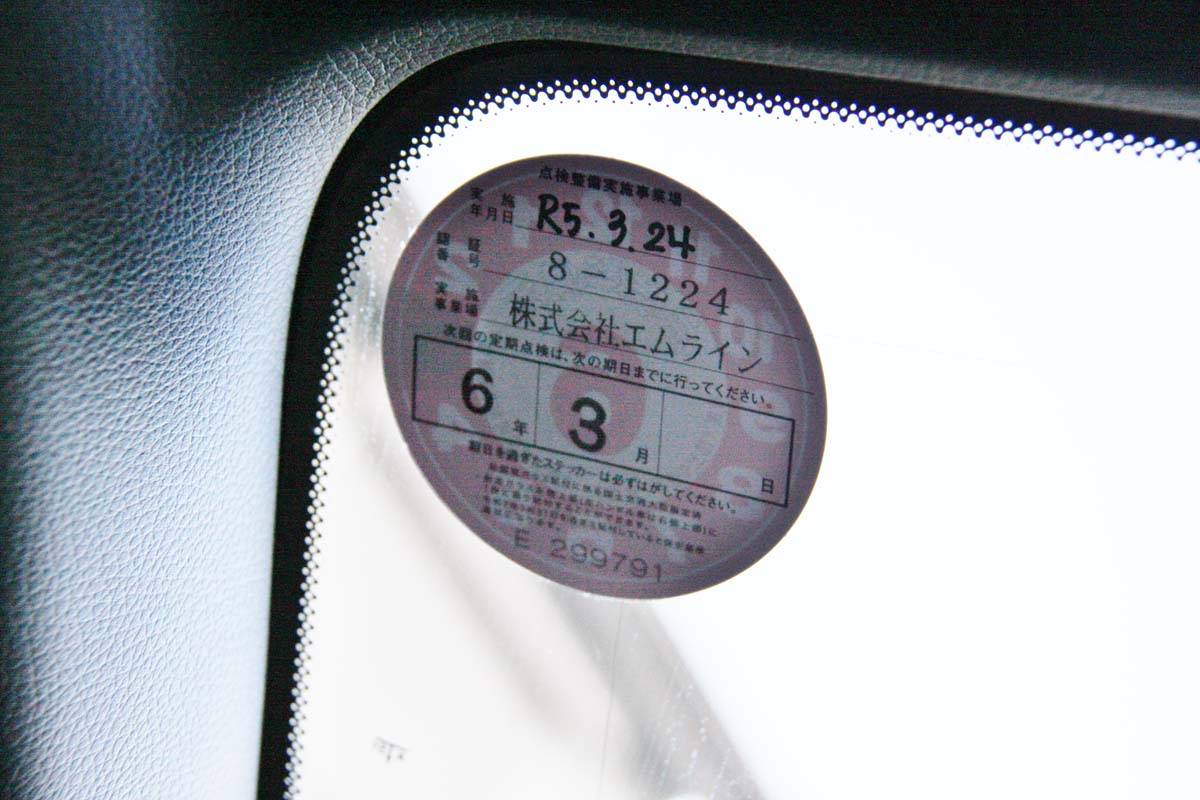 点検整備実施事業場
実施年月日 R5.3.24
認証番号 8-1224
実施事業場 株式会社エムライン
次回の定期点検は、次の期日までに行ってください。
6年 3月 日
期日を過ぎたステッカーは必ずはがしてください。
E 299791